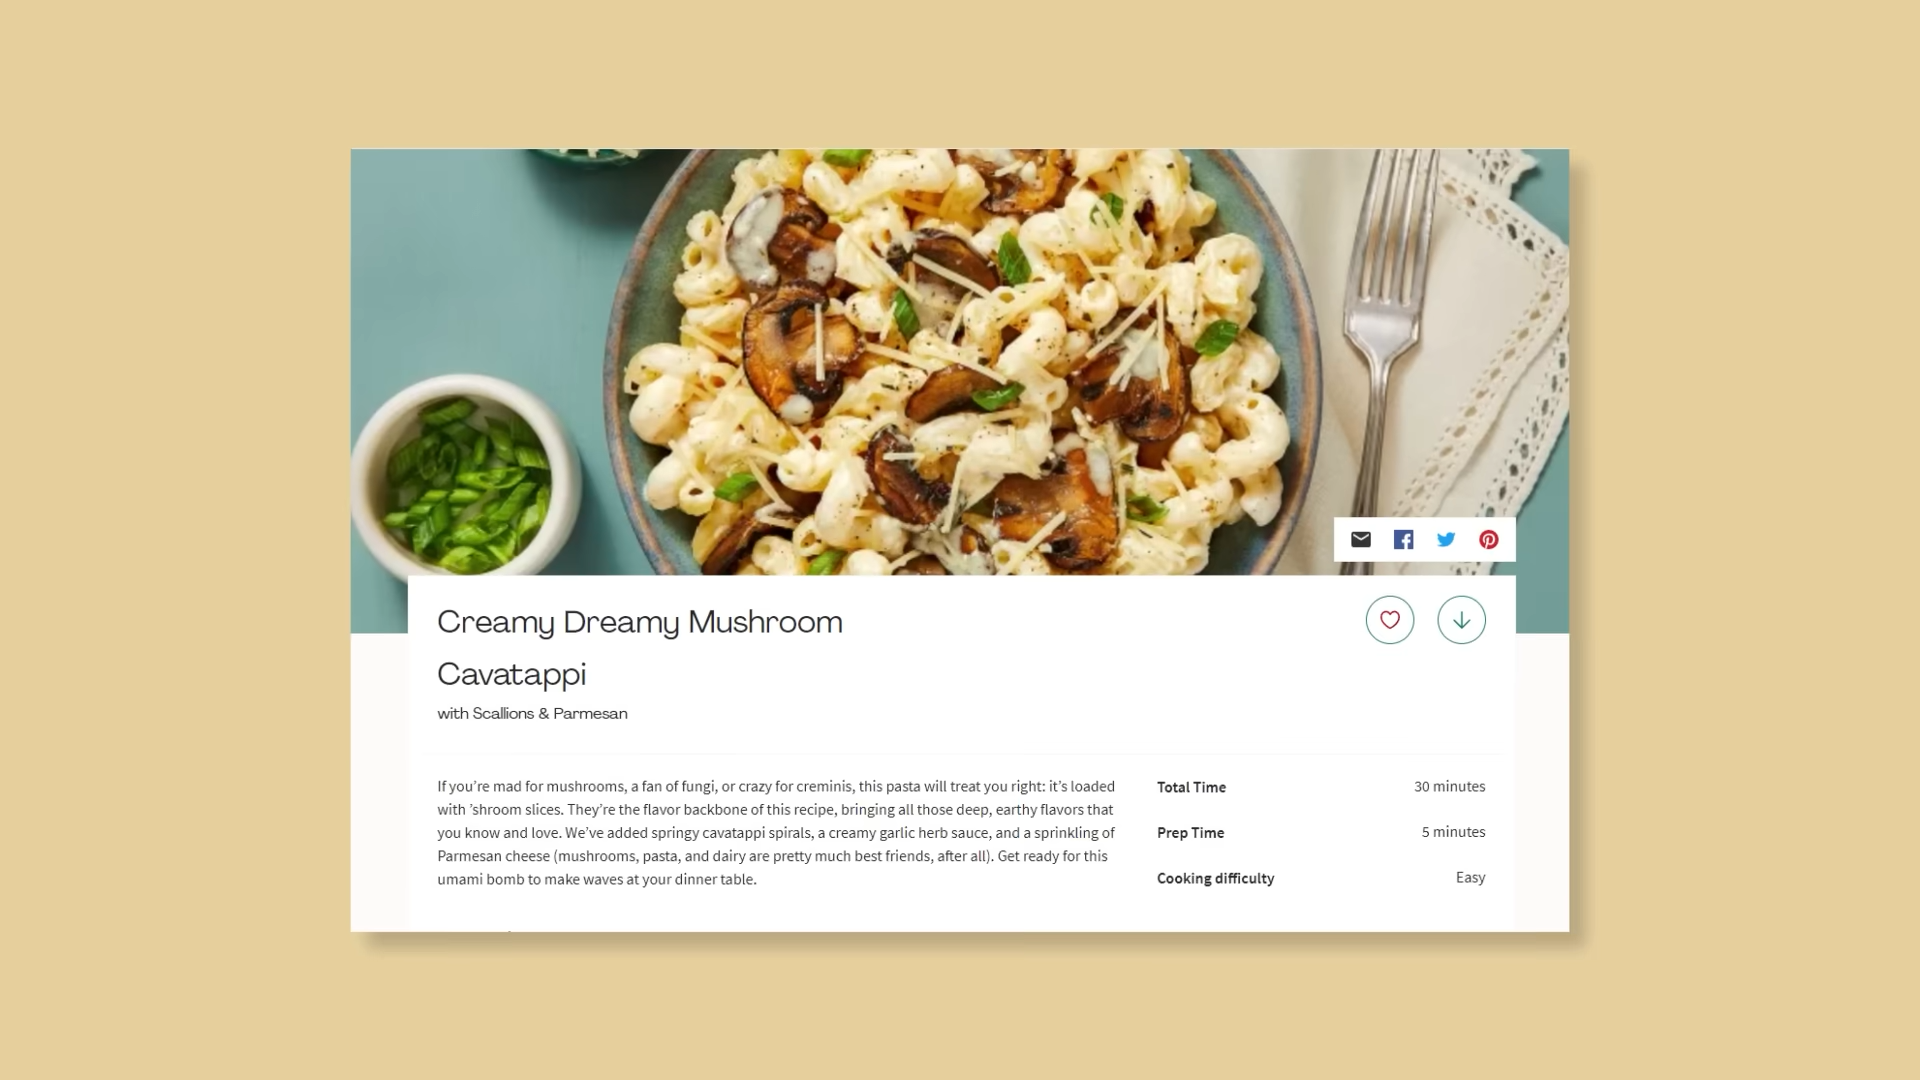 Creamy Dreamy Mushroom
Cavatappi
with Scallions & Parmesan
If you’re mad for mushrooms, a fan of fungi, or crazy for creminis, this pasta will treat you right: it’s loaded
with ’shroom slices. They’re the flavor backbone of this recipe, bringing all those deep, earthy flavors that
you know and love. We’ve added springy cavatappi spirals, a creamy garlic herb sauce, and a sprinkling of
Parmesan cheese (mushrooms, pasta, and dairy are pretty much best friends, after all). Get ready for this
umami bomb to make waves at your dinner table.
Total Time 30 minutes
Prep Time 5 minutes
Cooking difficulty Easy